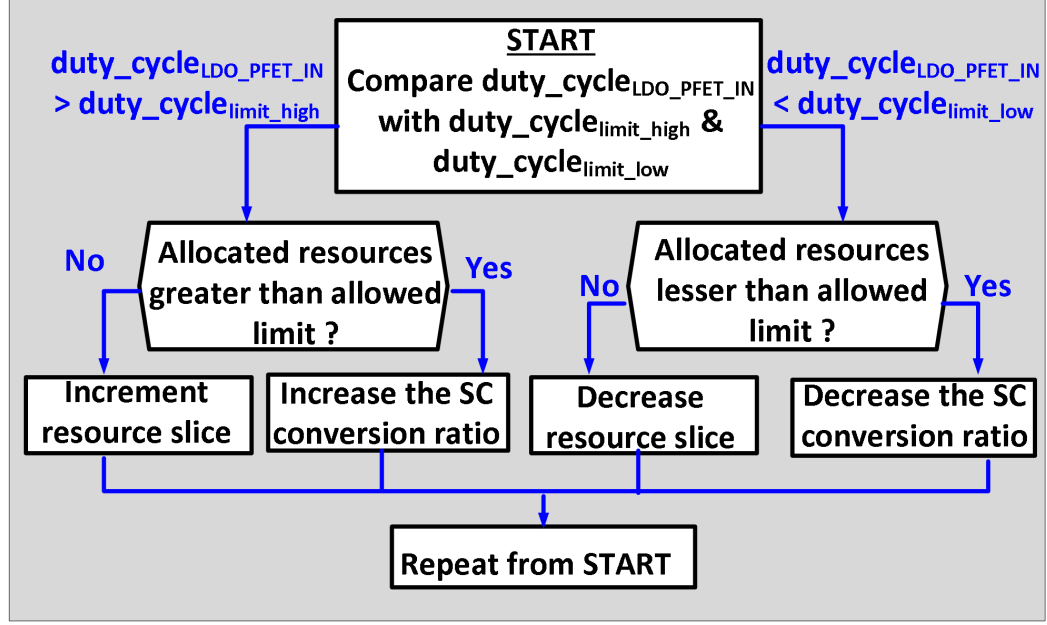 START
Compare duty_cycleLDO_PFET_IN
with duty_cyclelimit_high &
duty_cyclelimit_low
duty_cycleLDO_PFET_IN
> duty_cyclelimit_high
duty_cycleLDO_PFET_IN
< duty_cyclelimit_low
Allocated resources
greater than allowed
limit ?
No
Yes
Allocated resources
lesser than allowed
limit ?
No
Yes
Increment
resource slice
Increase the SC
conversion ratio
Decrease
resource slice
Decrease the SC
conversion ratio
Repeat from START